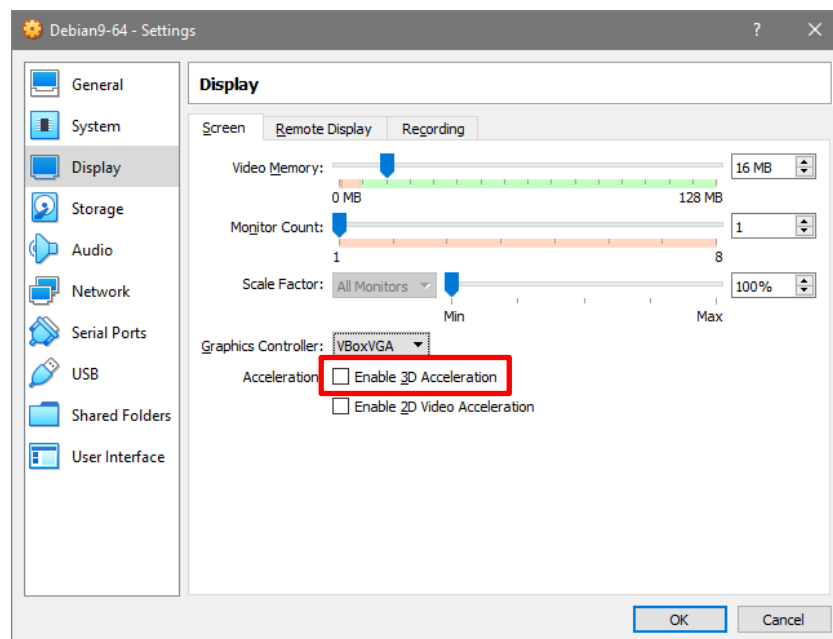 Debian9-64 - Settings
?
General
System
Display
Storage
Audio
Network
Serial Ports
USB
Shared Folders
User Interface
Display
Screen Remote Display Recording
Video Memory: 16 MB
0 MB 128 MB
Monitor Count: 1
1 8
Scale Factor: All Monitors 100%
Min Max
Graphics Controller: VBoxVGA
Acceleration Enable 3D Acceleration
Enable 2D Video Acceleration
OK Cancel